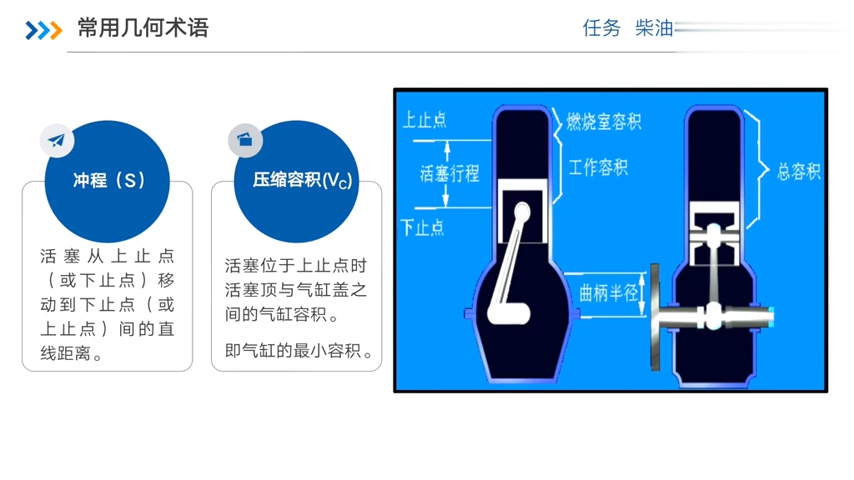 常用几何术语
任务 柴油
冲程（S）
活塞从上止点
（或下止点）移
动到下止点（或
上止点）间的直
线距离。
压缩容积(VC)
活塞位于上止点时
活塞顶与气缸盖之
间的气缸容积。
即气缸的最小容积。
上止点
活塞行程
下止点
燃烧室容积
工作容积
曲柄半径
总容积